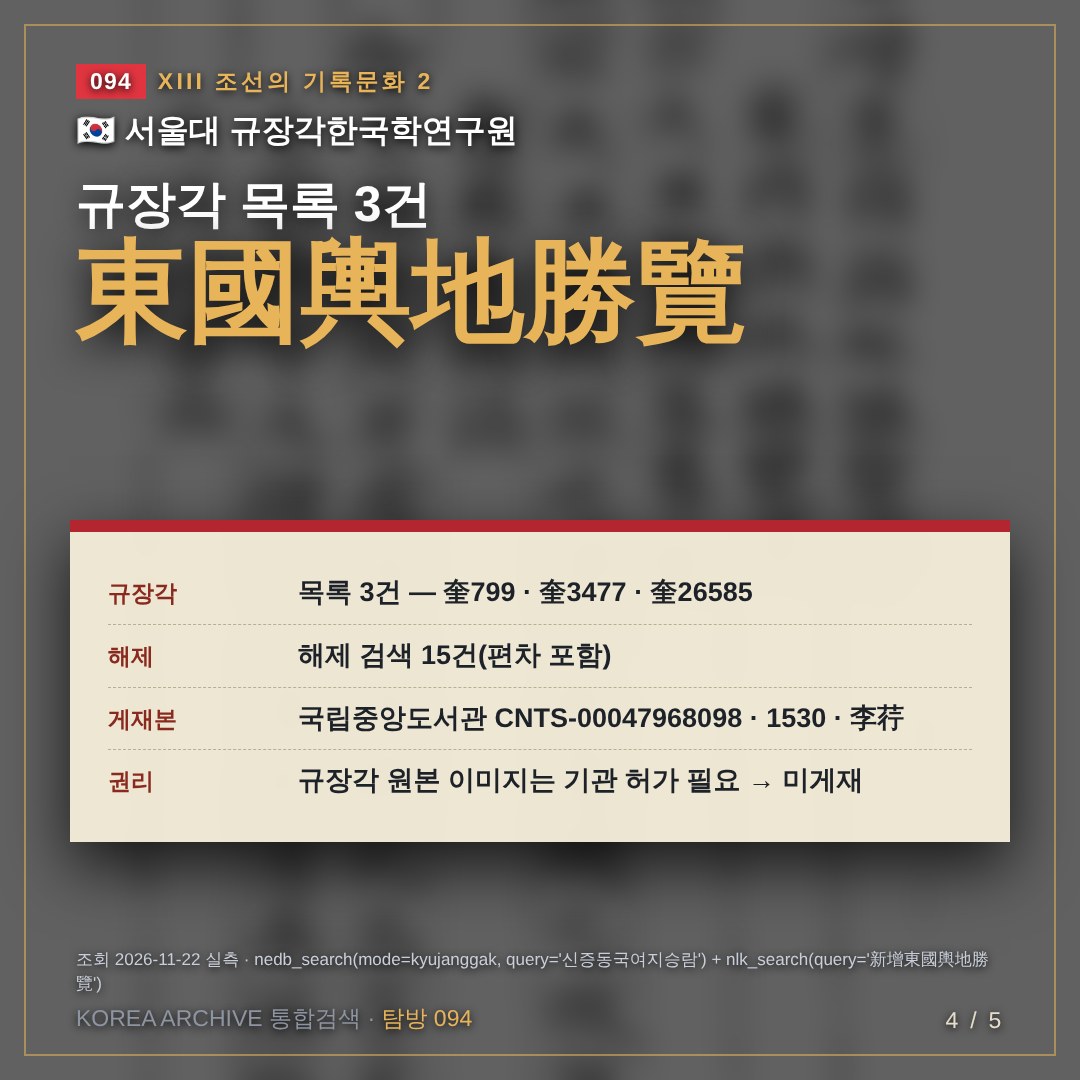 094 XIII 조선의 기록문화 2
🇰🇷 서울대 규장각한국학연구원
규장각 목록 3건
東國輿地勝覽
규장각 목록 3건 — 奎799 · 奎3477 · 奎26585
해제 해제 검색 15건(편차 포함)
게재본 국립중앙도서관 CNTS-00047968098 · 1530 · 李荇
권리 규장각 원본 이미지는 기관 허가 필요 → 미게재
조회 2026-11-22 실측 · nedb_search(mode=kyujanggak, query='신증동국여지승람') + nlk_search(query='新增東國輿地勝
覽')
KOREA ARCHIVE 통합검색 · 탐방 094
4 / 5